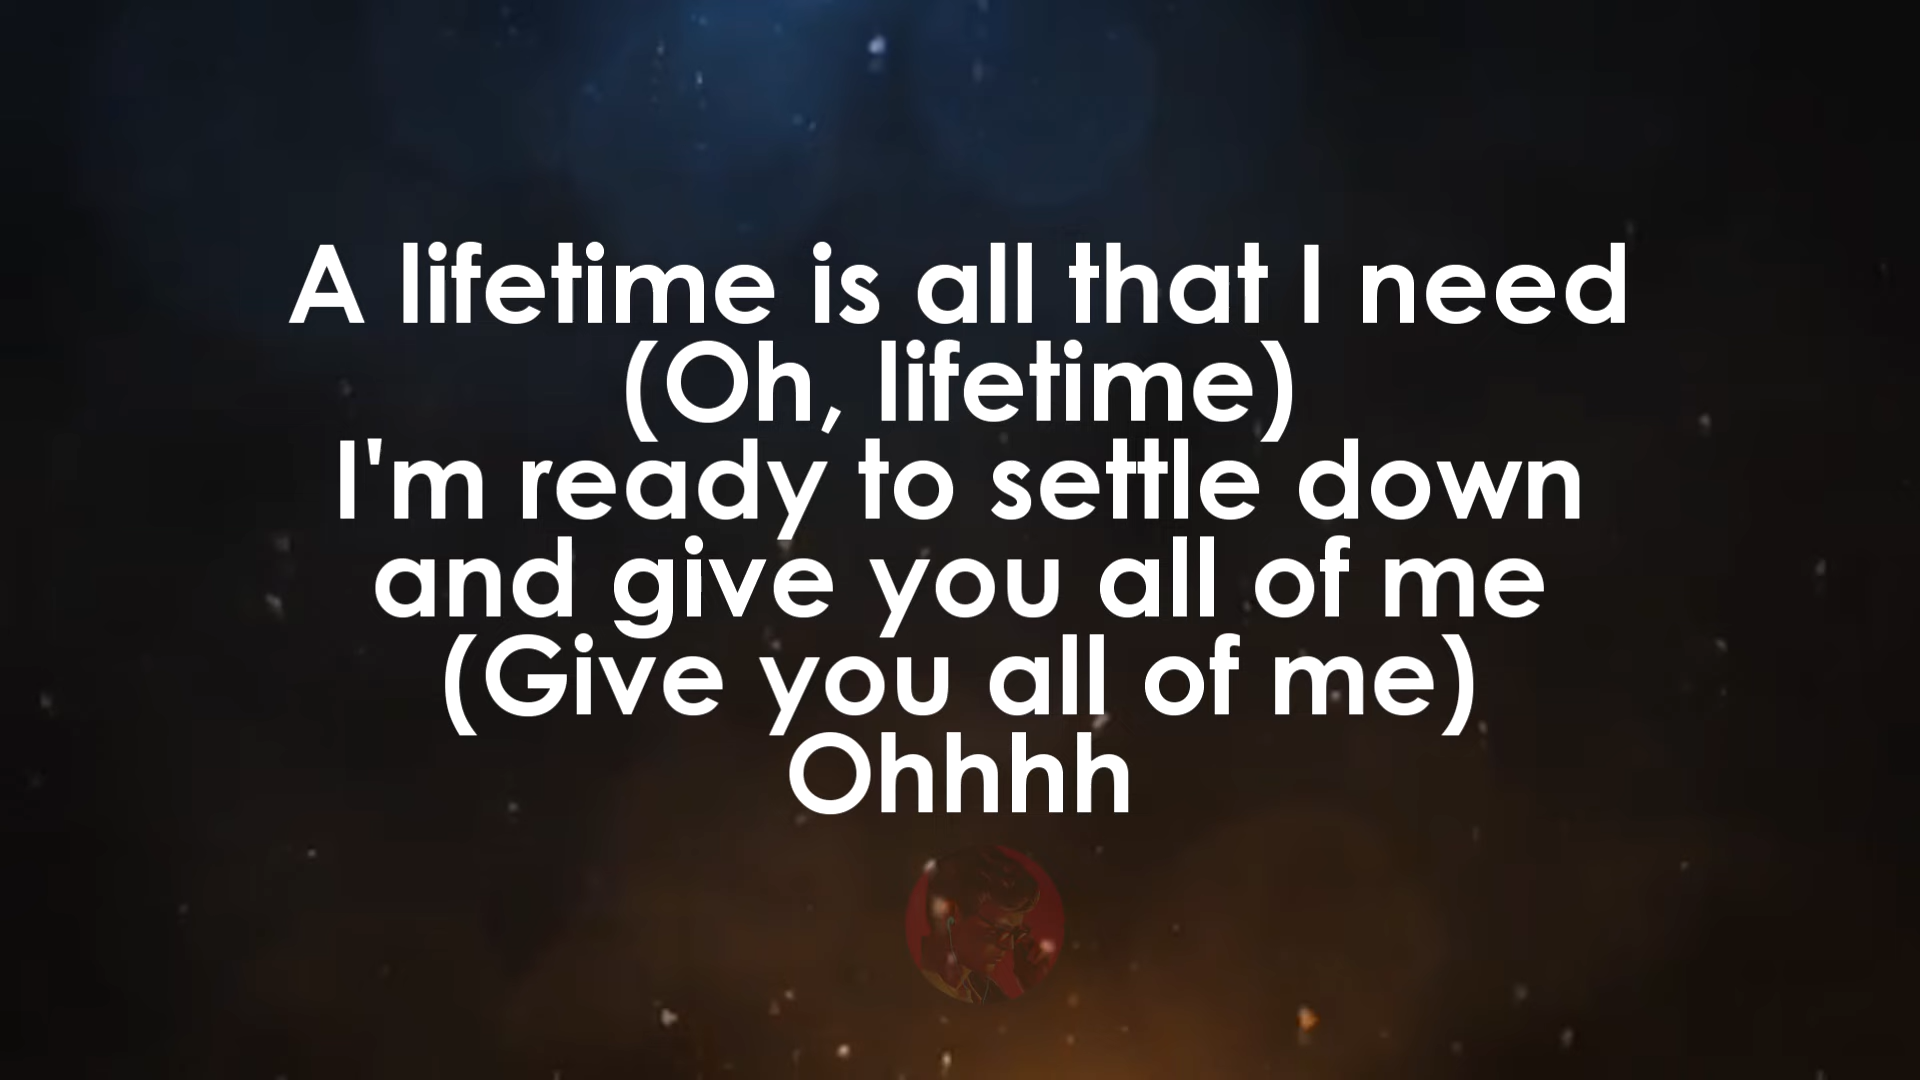 A lifetime is all that I need
(Oh, lifetime)
I'm ready to settle down
and give you all of me
(Give you all of me)
Ohhhh